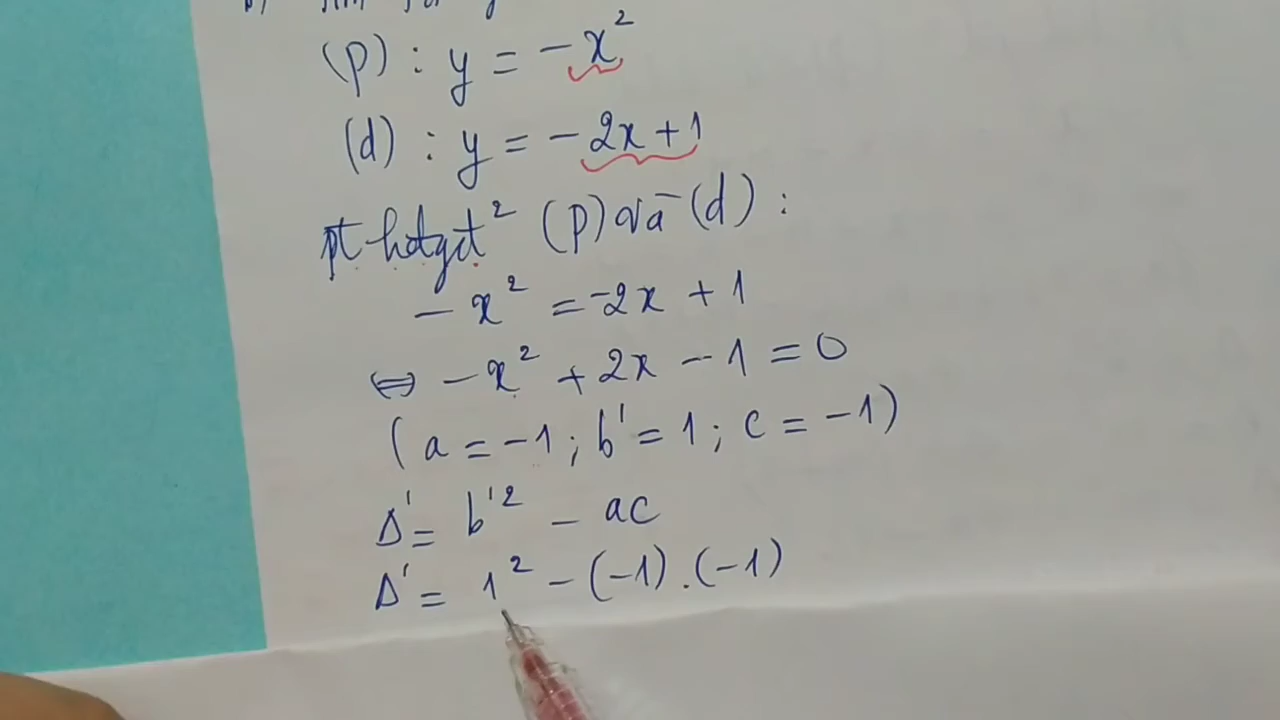 (P) : y = -x²
(d) : y = -2x + 1
pt hđgđ² (P) và (d) :
-x² = -2x + 1
⇔ -x² + 2x - 1 = 0
(a = -1; b' = 1; c = -1)
Δ' = b'² - ac
Δ' = 1² - (-1).(-1)